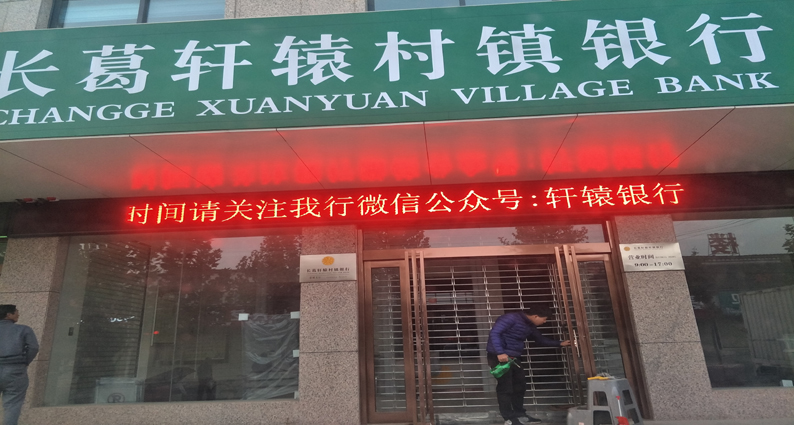 长葛轩辕村镇银行
CHANGGE XUANYUAN VILLAGE BANK
时间请关注我行微信公众号:轩辕银行
营业时间
9:00-17:00